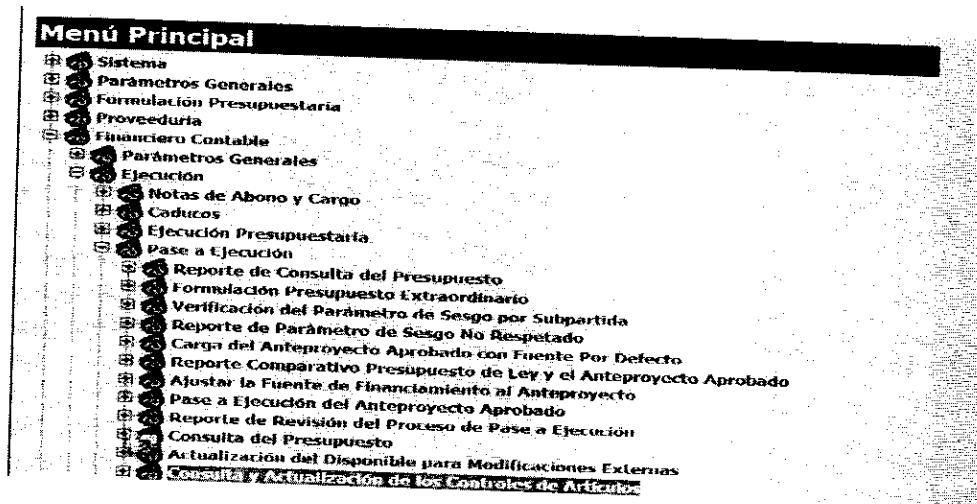 Menú Principal
Sistema
Parámetros Generales
Formulación Presupuestaria
Proveeduría
Financiero Contable
Parámetros Generales
Ejecución
Notas de Abono y Cargo
Caducos
Ejecución Presupuestaria
Pase a Ejecución
Reporte de Consulta del Presupuesto
Formulación Presupuesto Extraordinario
Verificación del Parámetro de Sesgo por Subpartida
Reporte de Parámetro de Sesgo No Respetado
Carga del Anteproyecto Aprobado con Fuente Por Defecto
Reporte Comparativo Presupuesto de Ley y el Anteproyecto Aprobado
Ajustar la Fuente de Financiamiento al Anteproyecto
Pase a Ejecución del Anteproyecto Aprobado
Reporte de Revisión del Proceso de Pase a Ejecución
Consulta del Presupuesto
Actualización del Disponible para Modificaciones Externas
Consulta y Actualización de los Controles de Artículos